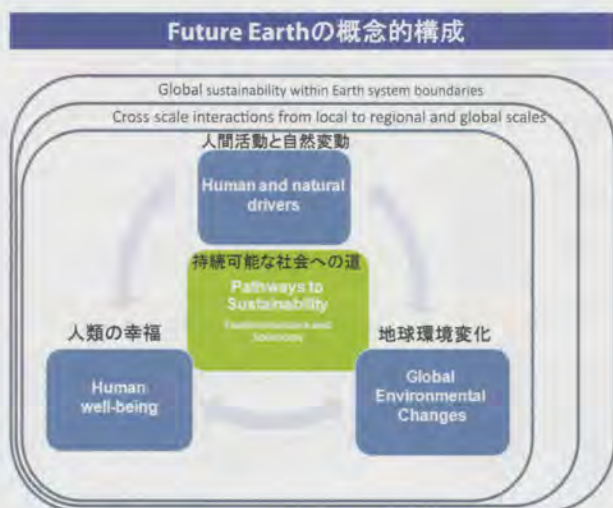 Future Earthの概念的構成
Global sustainability within Earth system boundaries
Cross scale interactions from local to regional and global scales
人間活動と自然変動
Human and natural
drivers
持続可能な社会への道
Pathways to
Sustainability
人類の幸福
Human
well-being
地球環境変化
Global
Environmental
Changes